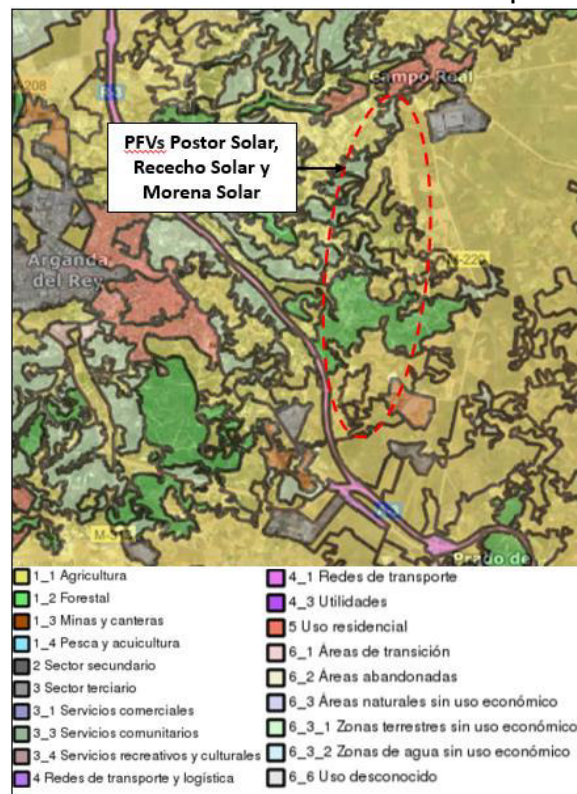 Campo Real
PFVs Postor Solar,
Rececho Solar y
Morena Solar
Arganda
del Rey
Prado de
1_1 Agricultura
1_2 Forestal
1_3 Minas y canteras
1_4 Pesca y acuicultura
2 Sector secundario
3 Sector terciario
3_1 Servicios comerciales
3_3 Servicios comunitarios
3_4 Servicios recreativos y culturales
4 Redes de transporte y logística
4_1 Redes de transporte
4_3 Utilidades
5 Uso residencial
6_1 Áreas de transición
6_2 Áreas abandonadas
6_3 Áreas naturales sin uso económico
6_3_1 Zonas terrestres sin uso económico
6_3_2 Zonas de agua sin uso económico
6_6 Uso desconocido